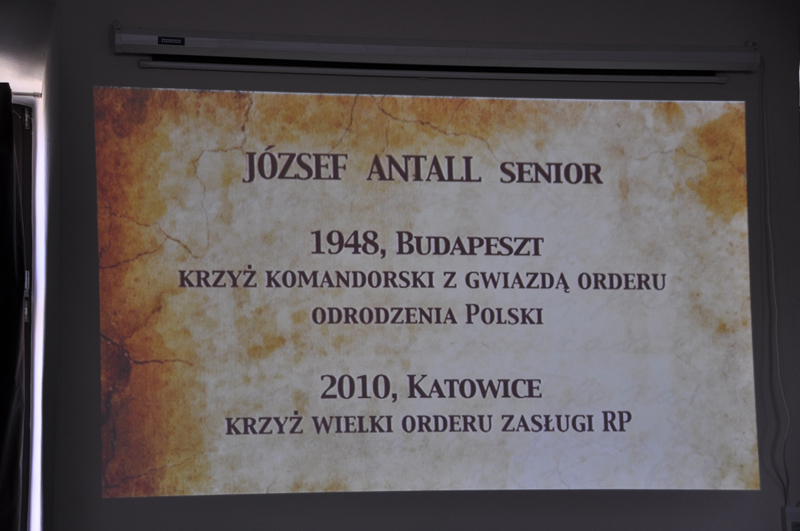 JÓZSEF ANTALL SENIOR
1948, BUDAPESZT
KRZYŻ KOMANDORSKI Z GWIAZDĄ ORDERU
ODRODZENIA POLSKI
2010, KATOWICE
KRZYŻ WIELKI ORDERU ZASŁUGI RP